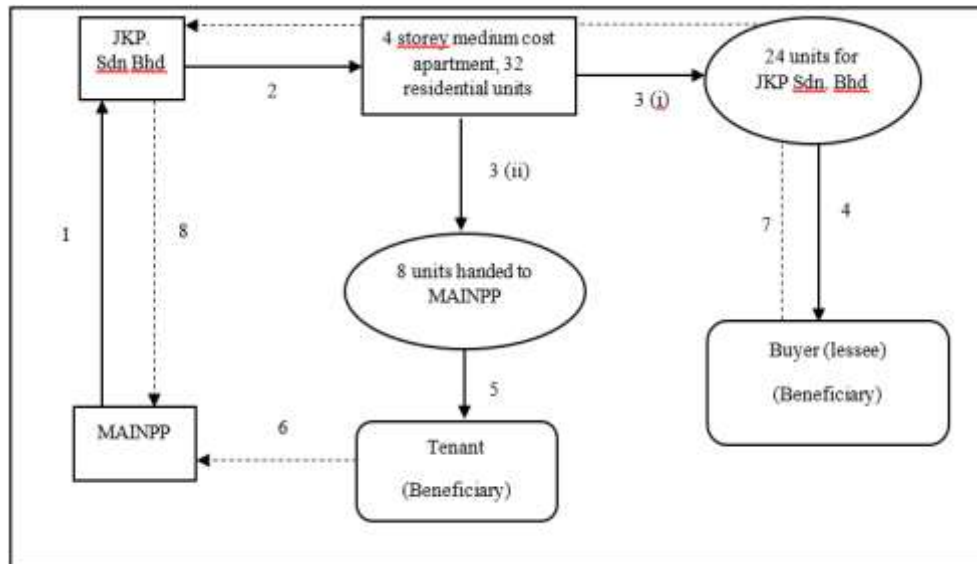 JKP.
Sdn Bhd
2
4 storey medium cost
apartment, 32
residential units
3 (i)
24 units for
JKP Sdn. Bhd
3 (ii)
1
8
7
4
8 units handed to
MAINPP
5
Buyer (lessee)
(Beneficiary)
MAINPP
6
Tenant
(Beneficiary)